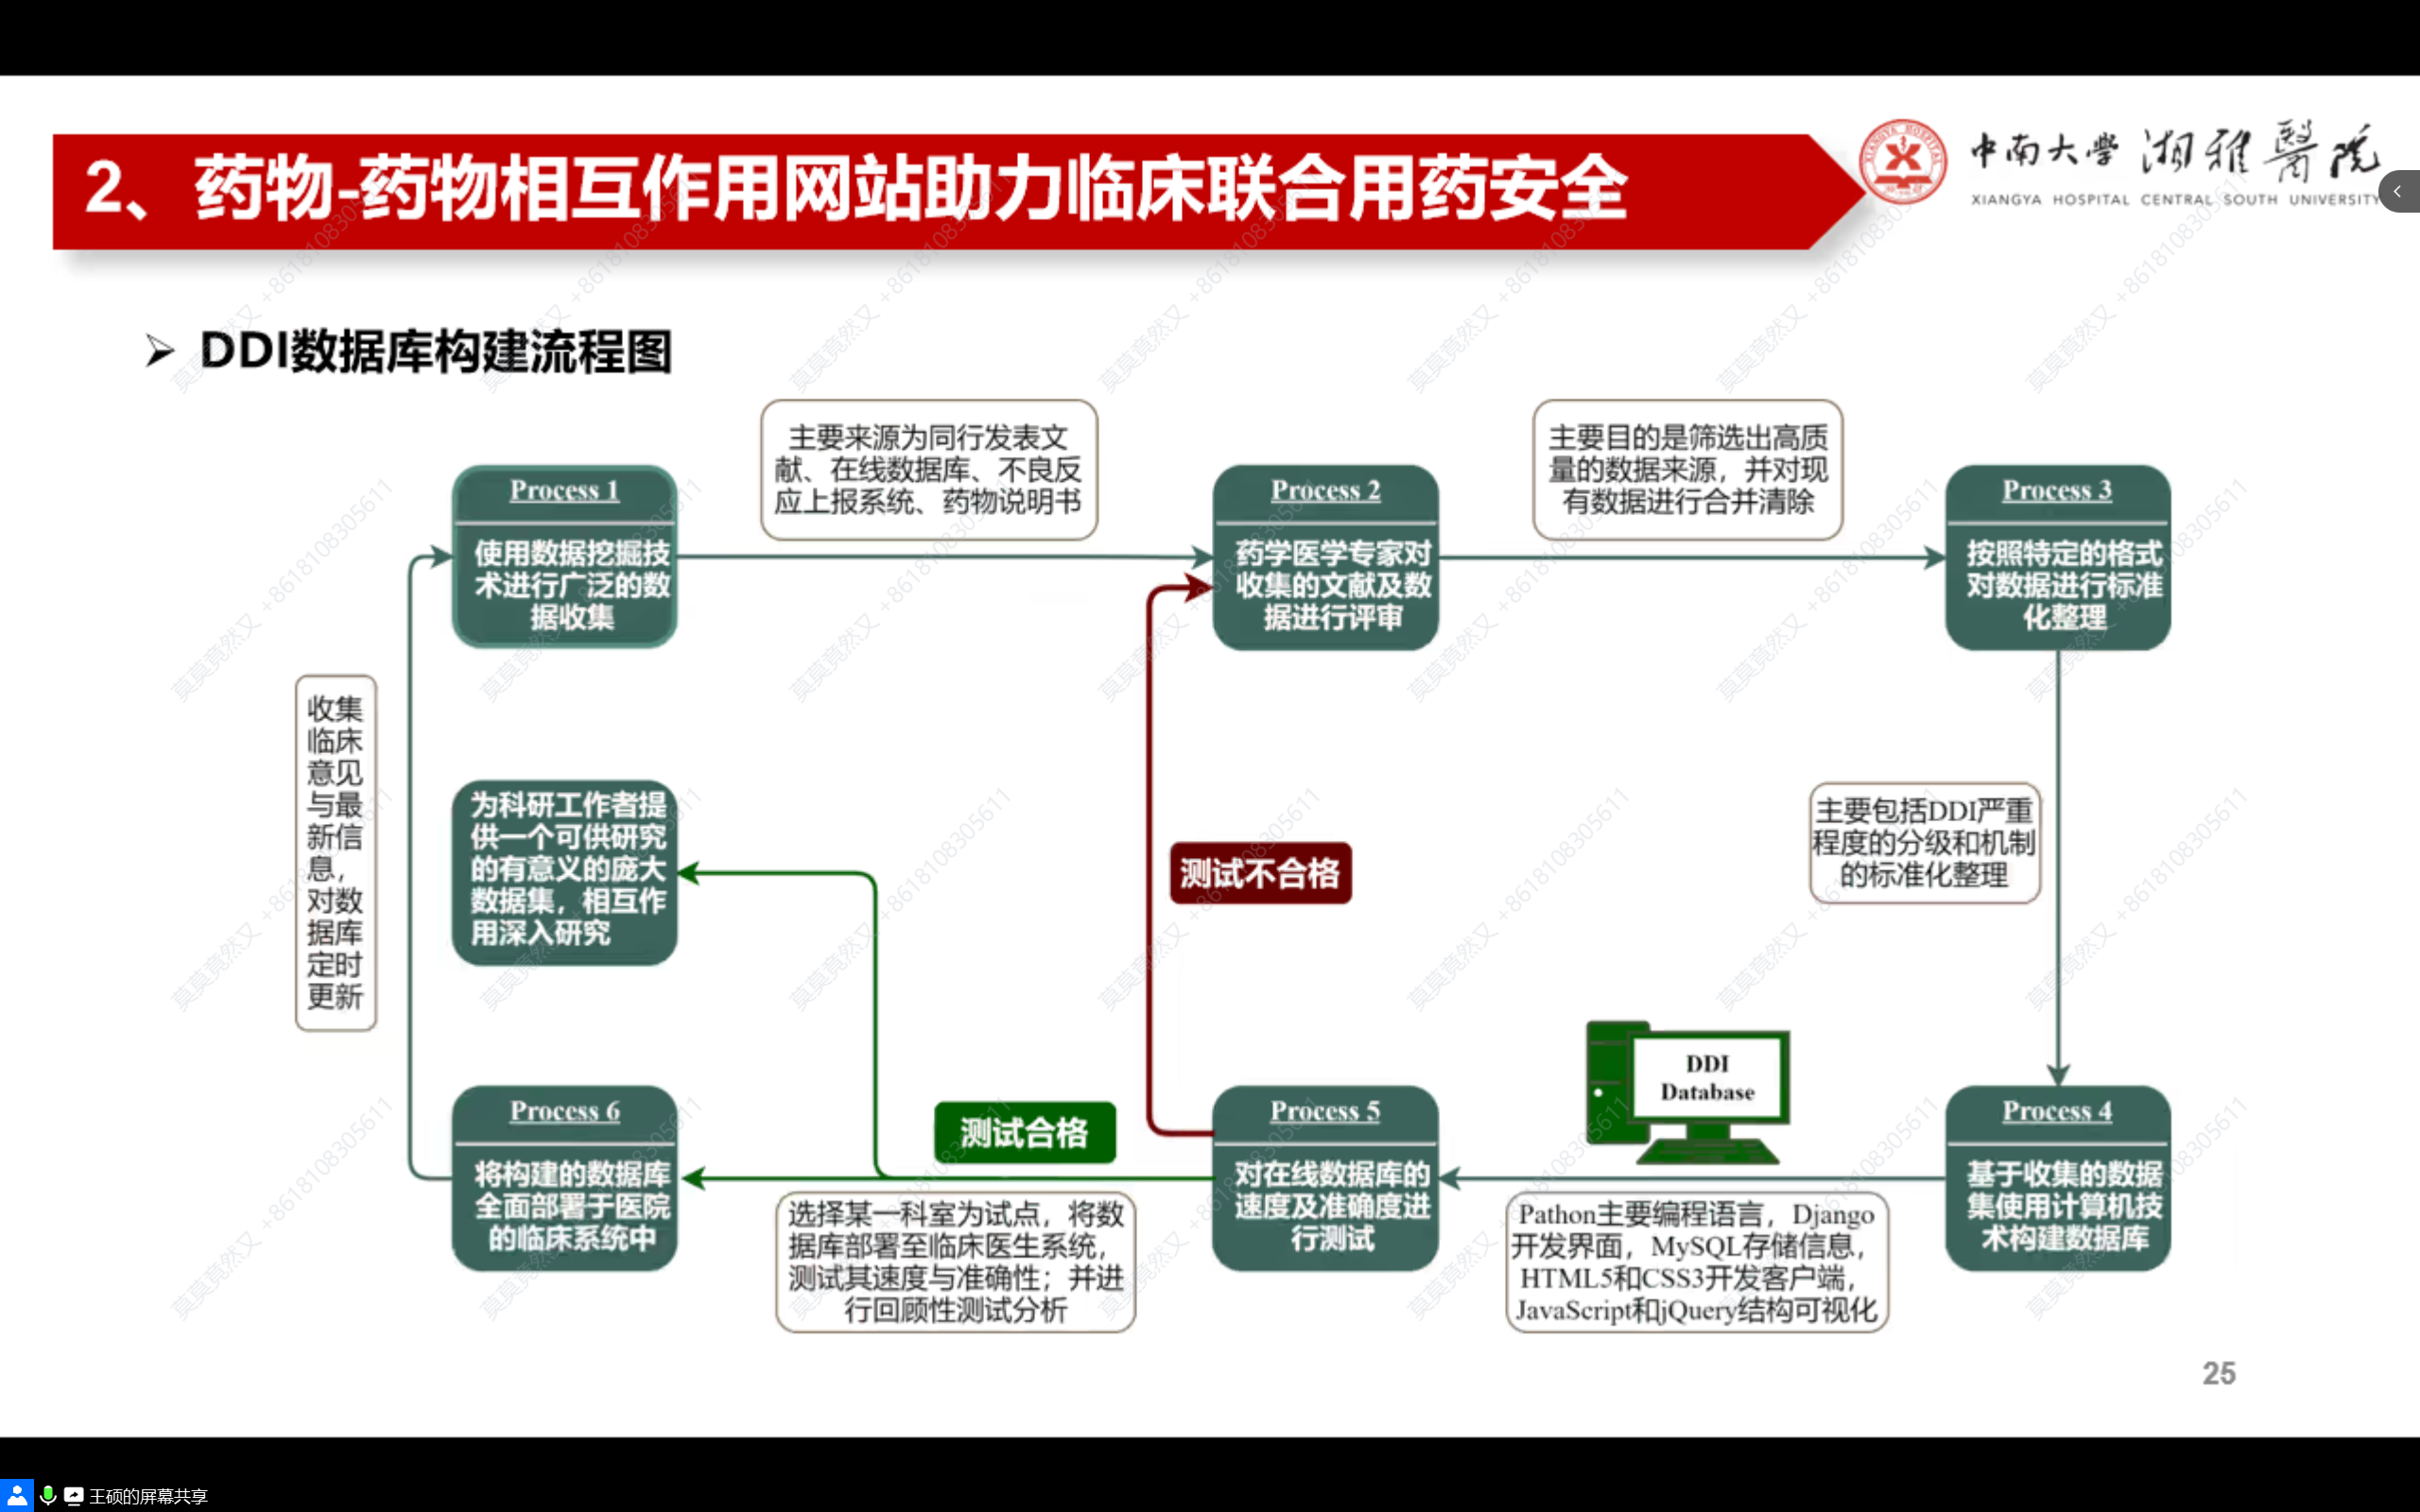 2、药物-药物相互作用网站助力临床联合用药安全
中南大学 湘雅醫院
XIANGYA HOSPITAL CENTRAL SOUTH UNIVERSITY
➢ DDI数据库构建流程图
Process 1
使用数据挖掘技
术进行广泛的数
据收集
主要来源为同行发表文
献、在线数据库、不良反
应上报系统、药物说明书
Process 2
药学医学专家对
收集的文献及数
据进行评审
主要目的是筛选出高质
量的数据来源，并对现
有数据进行合并清除
Process 3
按照特定的格式
对数据进行标准
化整理
主要包括DDI严重
程度的分级和机制
的标准化整理
Process 4
基于收集的数据
集使用计算机技
术构建数据库
DDI
Database
Pathon主要编程语言，Django
开发界面，MySQL存储信息，
HTML5和CSS3开发客户端，
JavaScript和jQuery结构可视化
Process 5
对在线数据库的
速度及准确度进
行测试
测试不合格
测试合格
选择某一科室为试点，将数
据库部署至临床医生系统，
测试其速度与准确性；并进
行回顾性测试分析
为科研工作者提
供一个可供研究
的有意义的庞大
数据集，相互作
用深入研究
Process 6
将构建的数据库
全面部署于医院
的临床系统中
收集
临床
意见
与最
新信
息，
对数
据库
定时
更新
25
莫莫竟然又 +8618108305611
王硕的屏幕共享